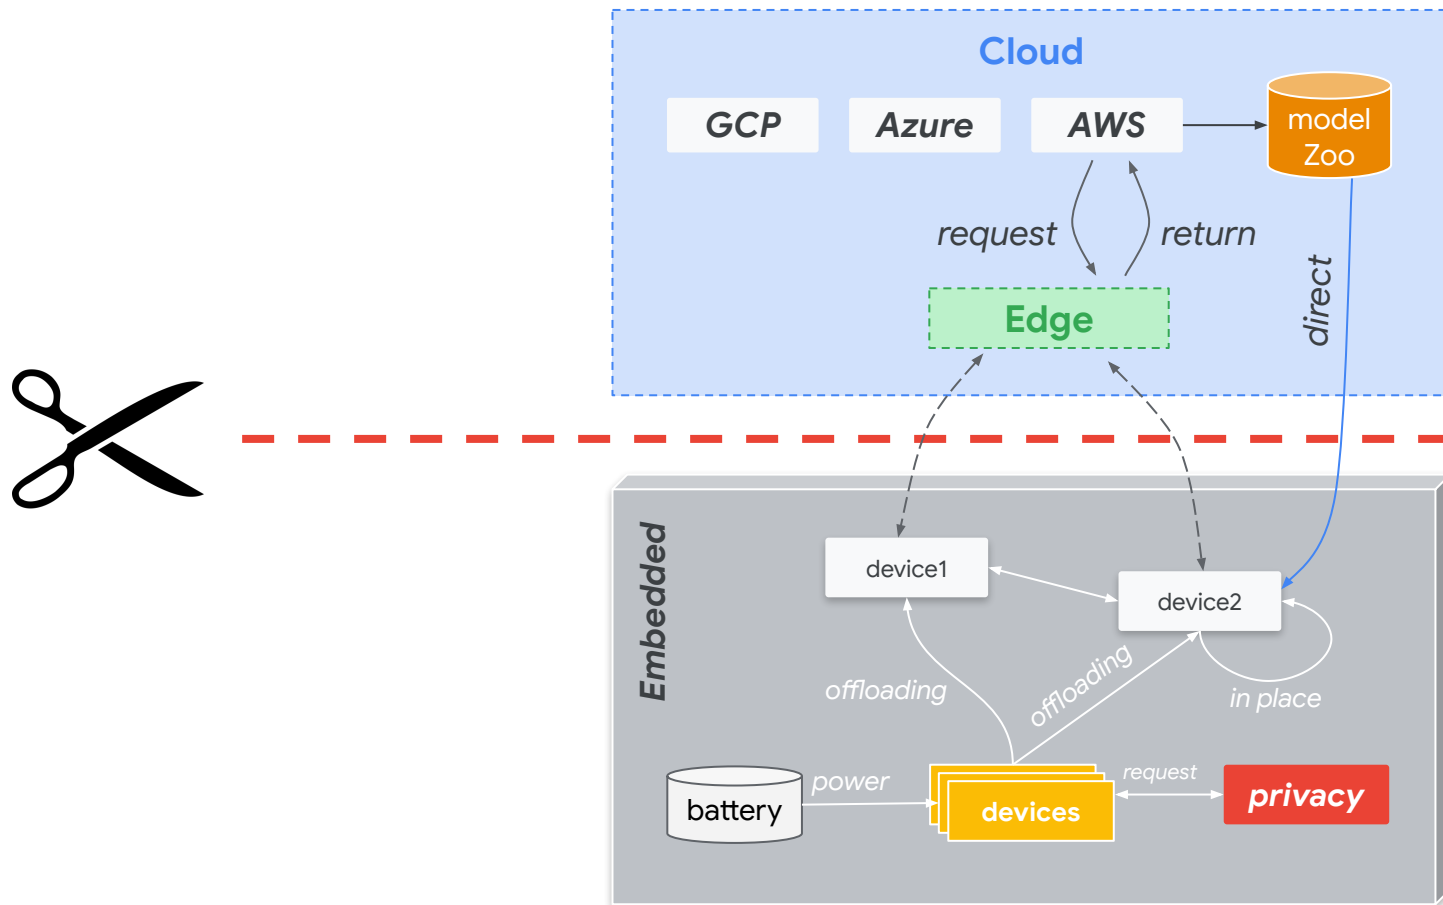 Cloud
GCP
Azure
AWS
model
Zoo
request
return
direct
Edge
Embedded
device1
device2
offloading
offloading
in place
battery
power
devices
request
privacy